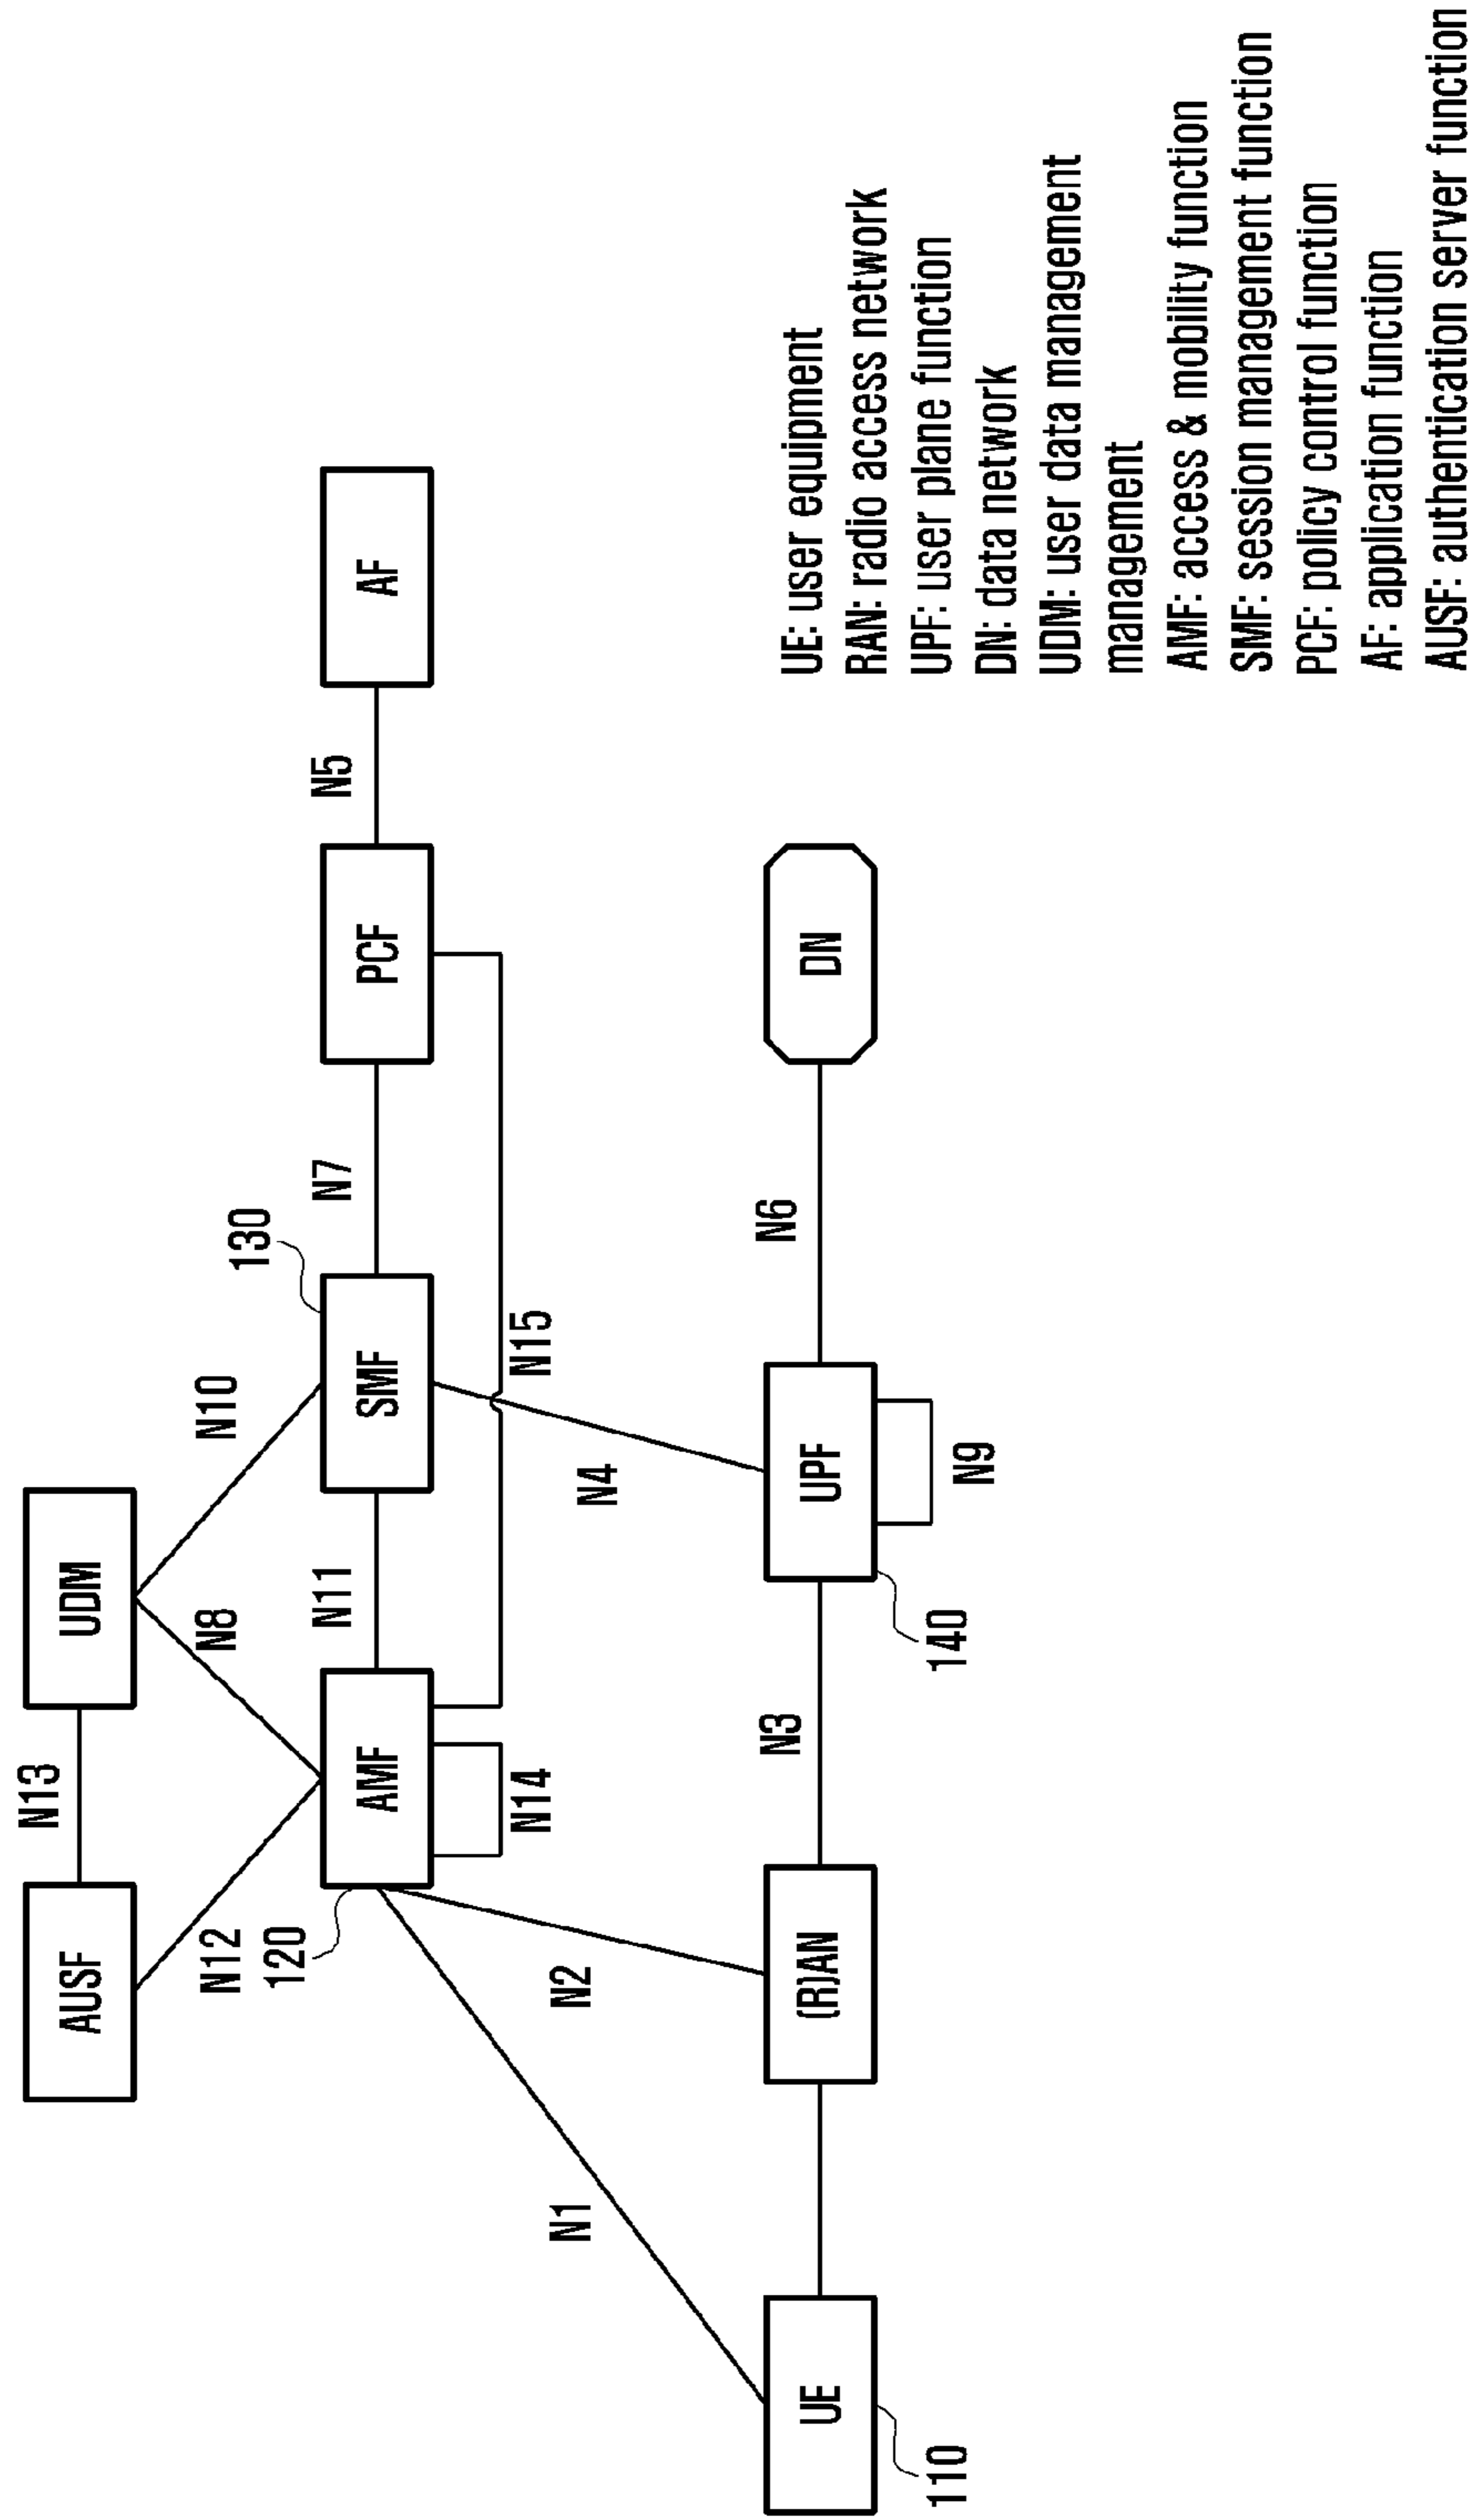 N13
AUSF
UDM
N12
N8
N10
120
130
N11
N7
N5
AMF
SMF
PCF
AF
N14
N15
N1
N2
N4
N3
N6
UE
(R)AN
UPF
DN
110
140
N9
UE: user equipment
RAN: radio access network
UPF: user plane function
DN: data network
UDM: user data management
management
AMF: access & mobility function
SMF: session management function
PCF: policy control function
AF: application function
AUSF: authentication server function